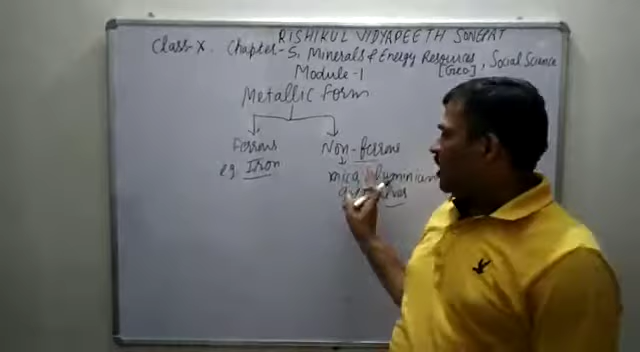 RISHIKUL VIDYAPEETH SONEPAT
Class-X. Chapter-5, Minerals & Energy Resources, Social Science
Module-1 [Geo]
Metallic form
Ferrous Non-ferrous
eg Iron mica